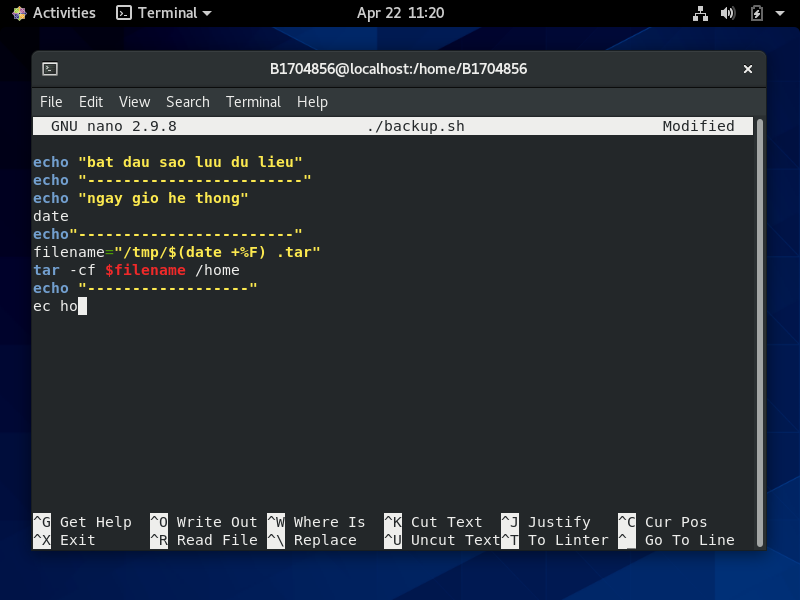 Activities Terminal Apr 22 11:20
B1704856@localhost:/home/B1704856
File Edit View Search Terminal Help
GNU nano 2.9.8 ./backup.sh Modified
echo "bat dau sao luu du lieu"
echo "------------------------"
echo "ngay gio he thong"
date
echo"------------------------"
filename="/tmp/$(date +%F) .tar"
tar -cf $filename /home
echo "------------------"
ec ho
^G Get Help ^O Write Out ^W Where Is ^K Cut Text ^J Justify ^C Cur Pos
^X Exit ^R Read File ^\ Replace ^U Uncut Text ^T To Linter ^_ Go To Line